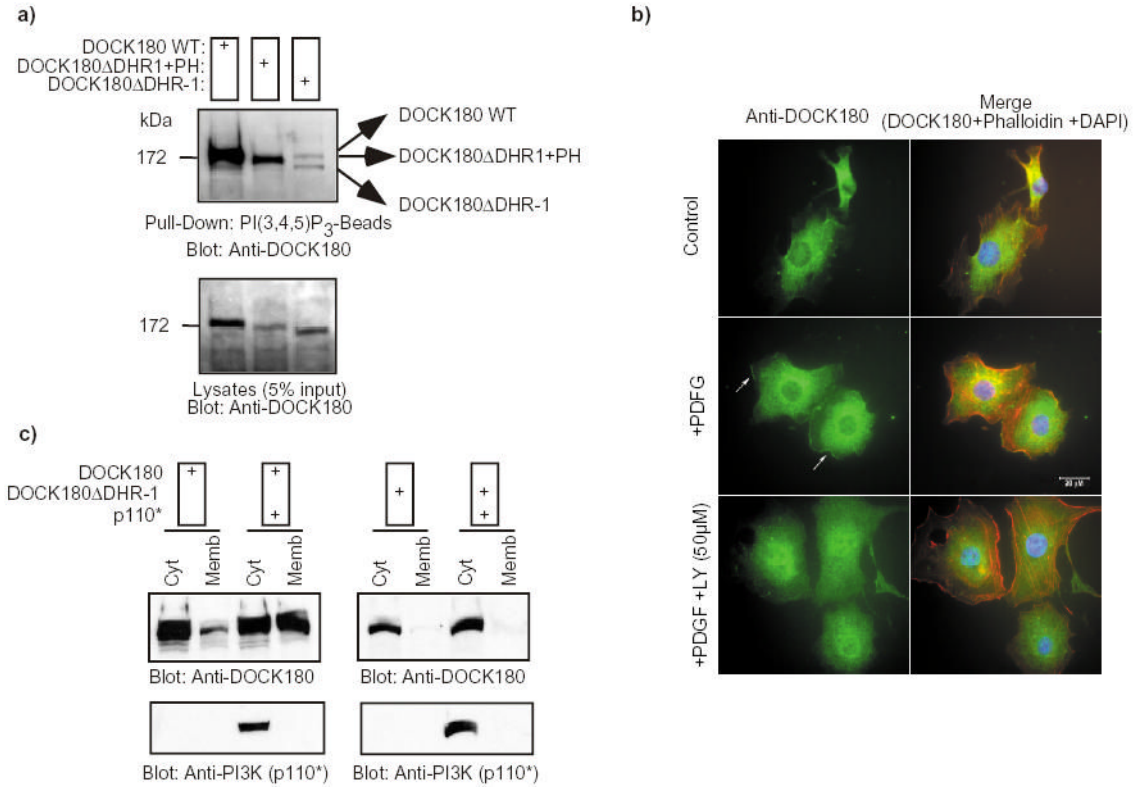 a)
DOCK180 WT: +
DOCK180ΔDHR1+PH: +
DOCK180ΔDHR-1: +
kDa
172
DOCK180 WT
DOCK180ΔDHR1+PH
DOCK180ΔDHR-1
Pull-Down: PI(3,4,5)P3-Beads
Blot: Anti-DOCK180
172
Lysates (5% input)
Blot: Anti-DOCK180
b)
Anti-DOCK180
Merge
(DOCK180+Phalloidin +DAPI)
Control
+PDFG
20 µM
+PDGF +LY (50µM)
c)
DOCK180 + +
DOCK180ΔDHR-1 + +
p110* + +
Cyt Memb Cyt Memb Cyt Memb Cyt Memb
Blot: Anti-DOCK180
Blot: Anti-DOCK180
Blot: Anti-PI3K (p110*)
Blot: Anti-PI3K (p110*)